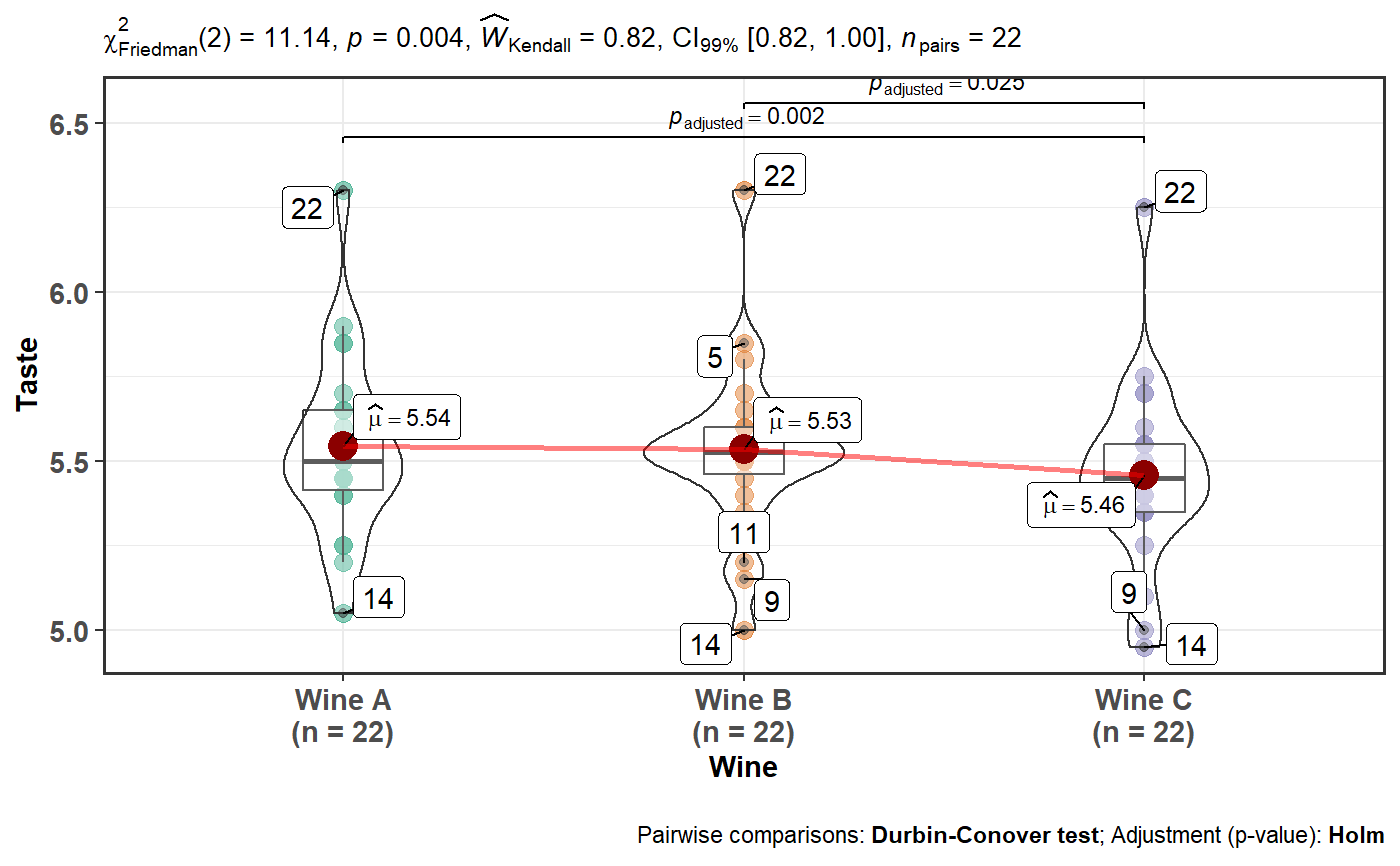 χ²Friedman(2) = 11.14, p = 0.004, ŴKendall = 0.82, CI99% [0.82, 1.00], npairs = 22
padjusted = 0.025
padjusted = 0.002
6.5
22
22
22
6.0
5
μ̂ = 5.54
μ̂ = 5.53
Taste
5.5
μ̂ = 5.46
11
14
9
9
5.0
14
14
Wine A
(n = 22)
Wine B
(n = 22)
Wine C
(n = 22)
Wine
Pairwise comparisons: Durbin-Conover test; Adjustment (p-value): Holm